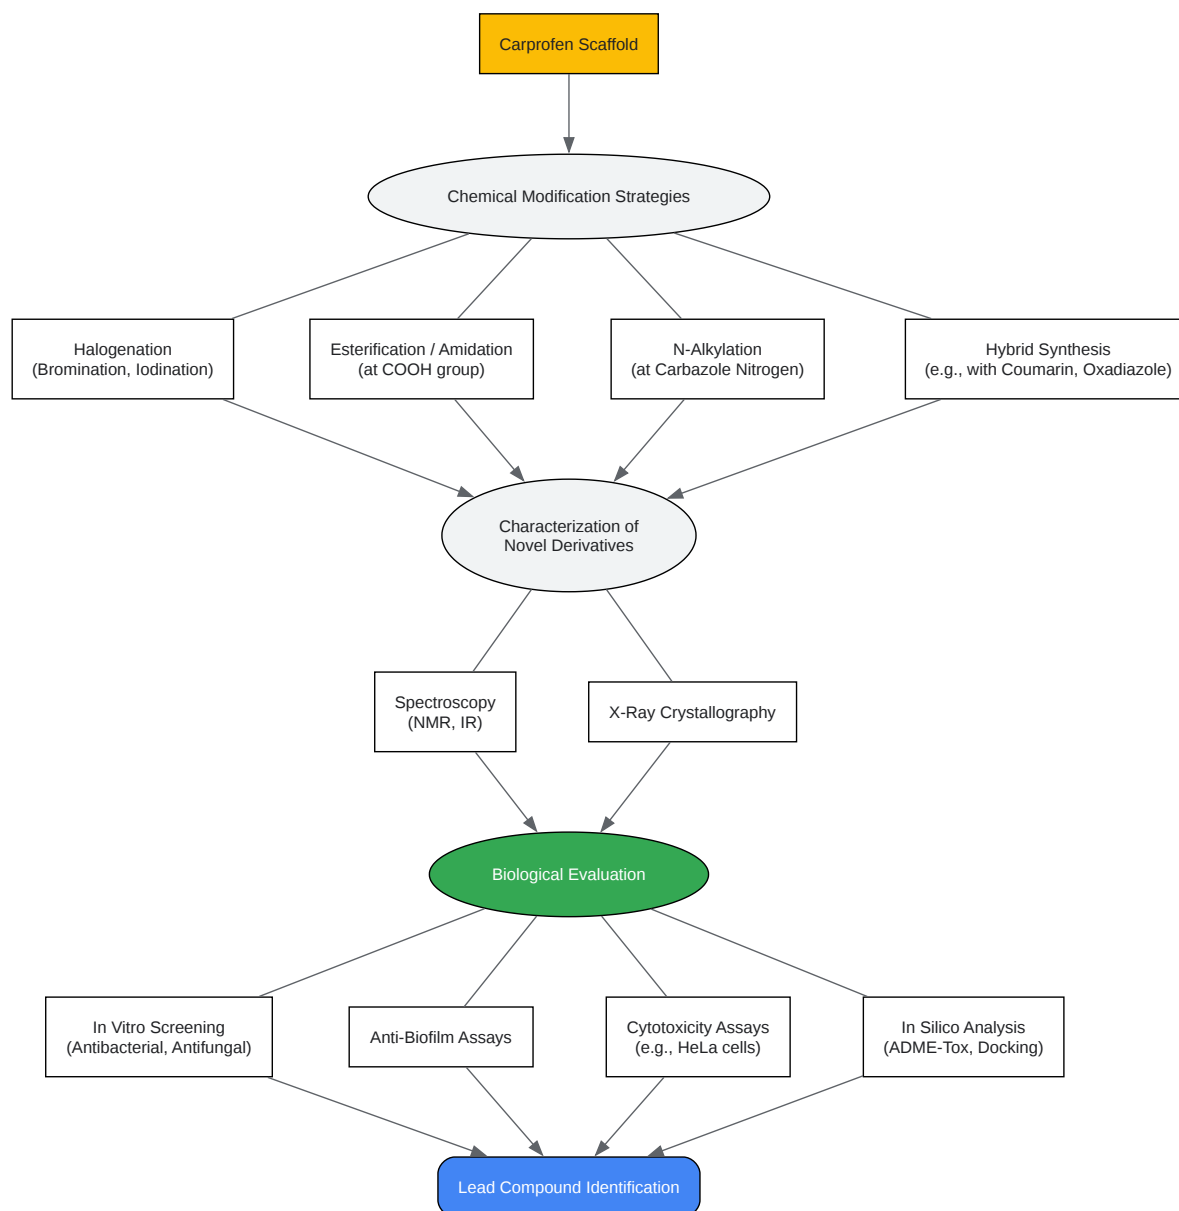 Carprofen Scaffold
Chemical Modification Strategies
Halogenation
(Bromination, Iodination)
Esterification / Amidation
(at COOH group)
N-Alkylation
(at Carbazole Nitrogen)
Hybrid Synthesis
(e.g., with Coumarin, Oxadiazole)
Characterization of
Novel Derivatives
Spectroscopy
(NMR, IR)
X-Ray Crystallography
Biological Evaluation
In Vitro Screening
(Antibacterial, Antifungal)
Anti-Biofilm Assays
Cytotoxicity Assays
(e.g., HeLa cells)
In Silico Analysis
(ADME-Tox, Docking)
Lead Compound Identification